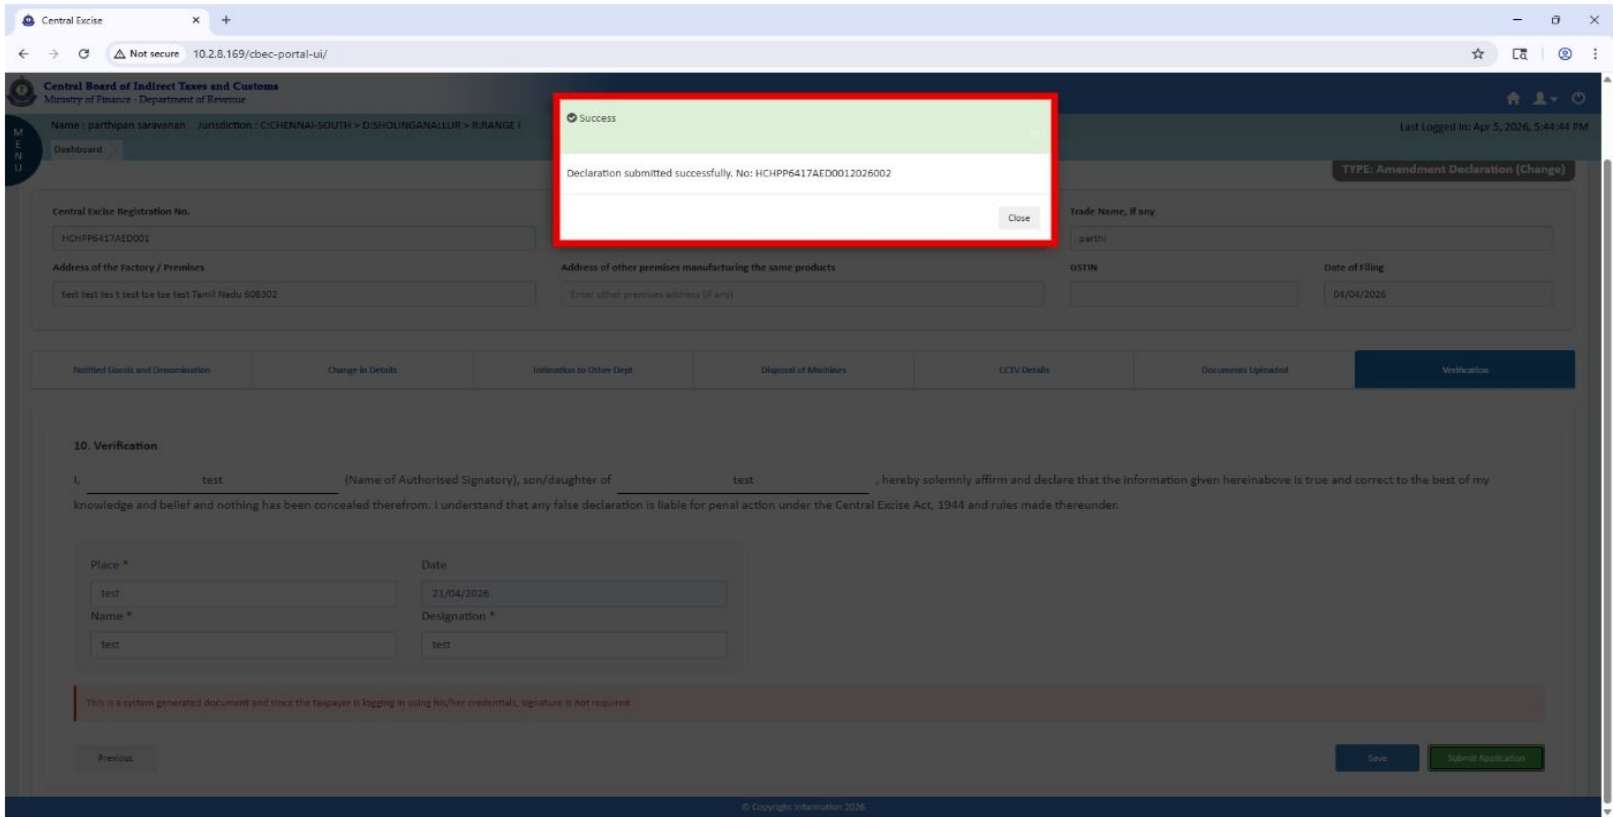 Central Excise
Not secure 10.2.8.169/cbec-portal-ui/
Central Board of Indirect Taxes and Customs
Ministry of Finance - Department of Revenue
MENU
Name : parthipan saravanan Jurisdiction : C:CHENNAI-SOUTH > D:SHOLINGANALLUR > R:RANGE I
Last Logged In: Apr 5, 2026, 5:44:44 PM
Dashboard
Success
Declaration submitted successfully. No: HCHPP6417AED0012026002
Close
TYPE: Amendment Declaration (Change)
Central Excise Registration No.
Trade Name, if any
HCHPP6417AED001
parthi
Address of the Factory / Premises
Address of other premises manufacturing the same products
GSTIN
Date of Filing
test test tes t test tse tse test Tamil Nadu 608302
Enter other premises address (if any)
04/04/2026
Notified Goods and Denomination
Change in Details
Intimation to Other Dept
Disposal of Machines
CCTV Details
Documents Uploaded
Verification
10. Verification
I, test (Name of Authorised Signatory), son/daughter of test , hereby solemnly affirm and declare that the information given hereinabove is true and correct to the best of my
knowledge and belief and nothing has been concealed therefrom. I understand that any false declaration is liable for penal action under the Central Excise Act, 1944 and rules made thereunder.
Place *
Date
test
21/04/2026
Name *
Designation *
test
test
This is a system generated document and since the taxpayer is logging in using his/her credentials, signature is not required.
Previous
Save
Submit Application
© Copyright Information 2026